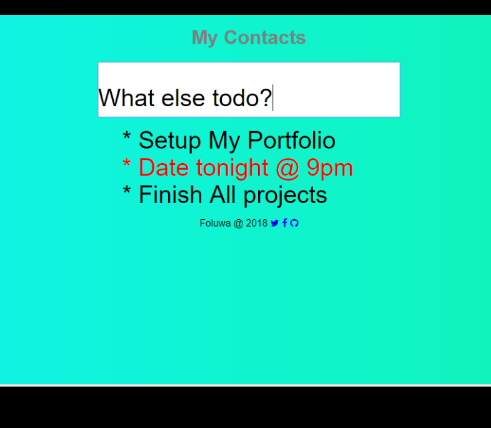 My Contacts
What else todo?
* Setup My Portfolio
* Date tonight @ 9pm
* Finish All projects
Foluwa @ 2018